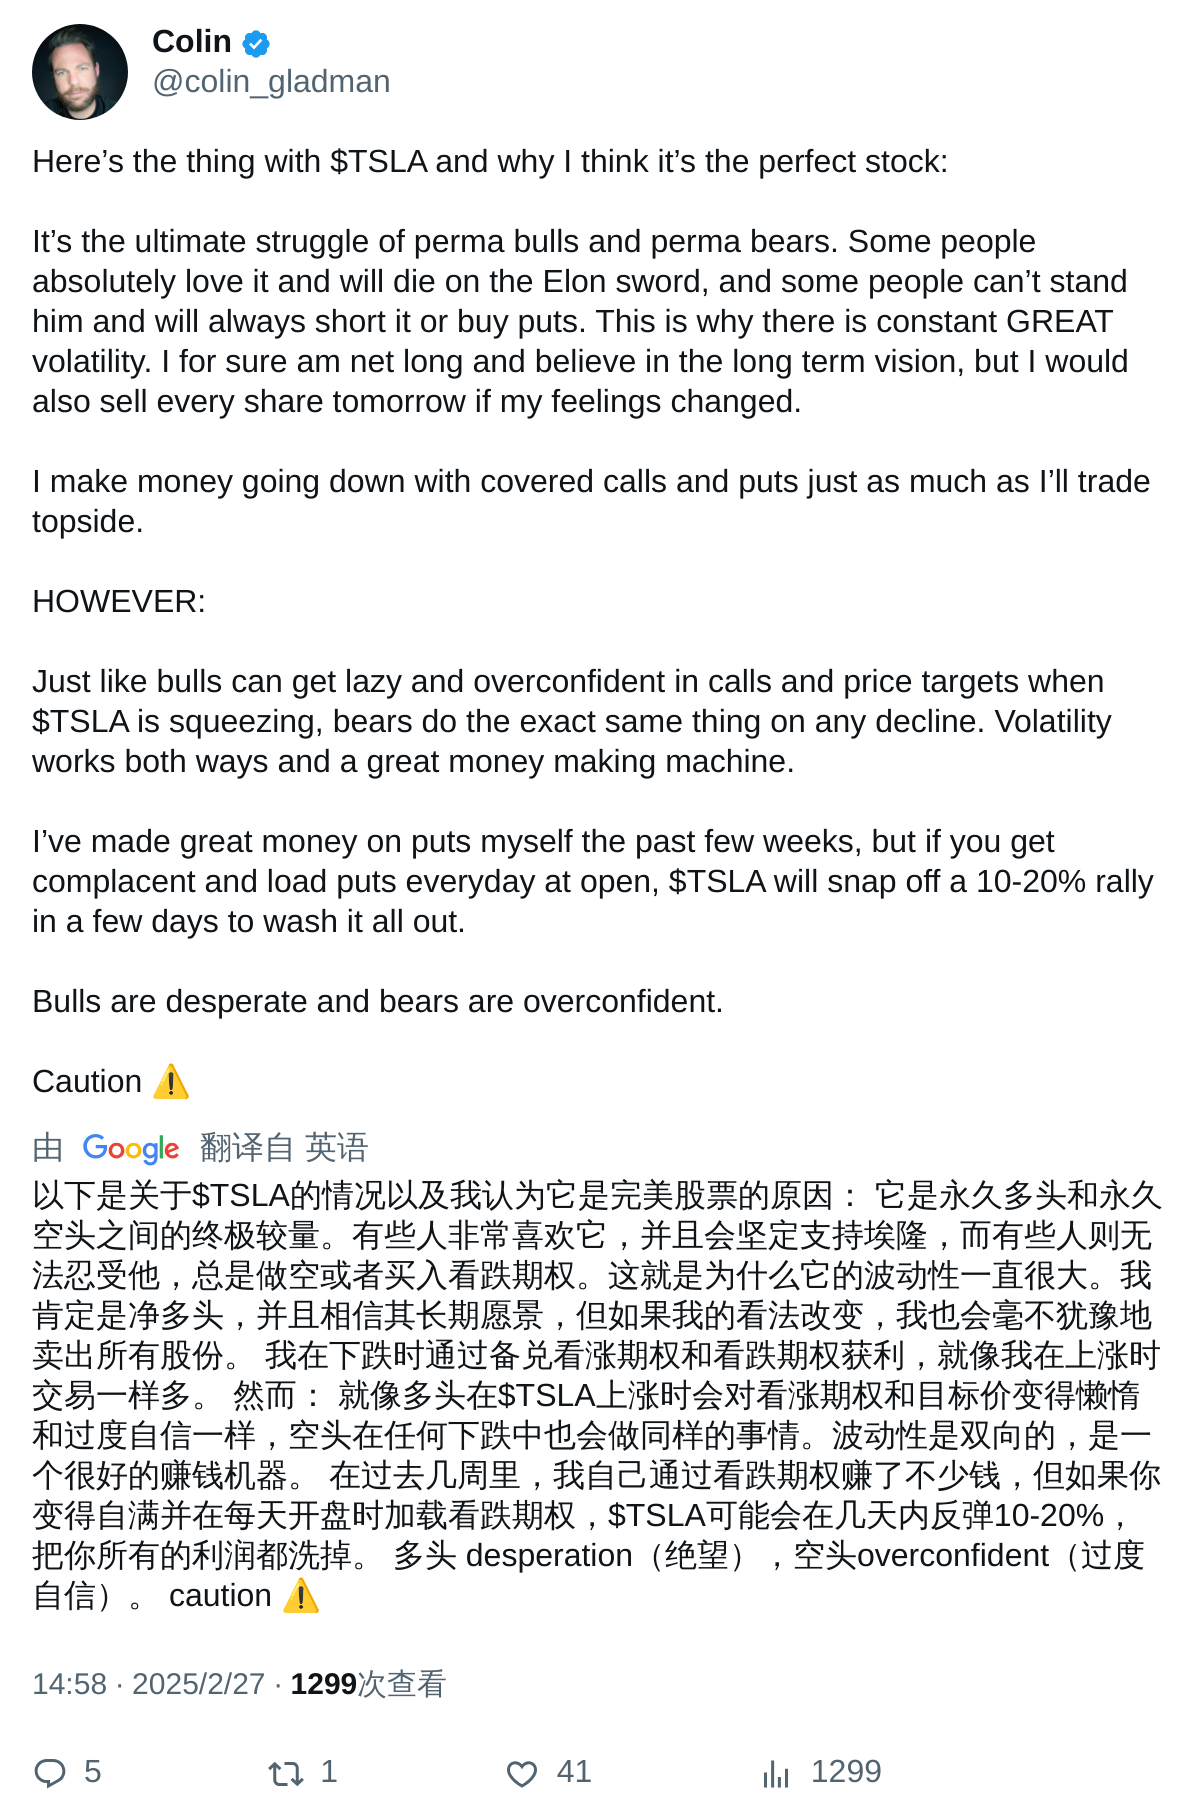 Colin
@colin_gladman
Here’s the thing with $TSLA and why I think it’s the perfect stock:
It’s the ultimate struggle of perma bulls and perma bears. Some people
absolutely love it and will die on the Elon sword, and some people can’t stand
him and will always short it or buy puts. This is why there is constant GREAT
volatility. I for sure am net long and believe in the long term vision, but I would
also sell every share tomorrow if my feelings changed.
I make money going down with covered calls and puts just as much as I’ll trade
topside.
HOWEVER:
Just like bulls can get lazy and overconfident in calls and price targets when
$TSLA is squeezing, bears do the exact same thing on any decline. Volatility
works both ways and a great money making machine.
I’ve made great money on puts myself the past few weeks, but if you get
complacent and load puts everyday at open, $TSLA will snap off a 10-20% rally
in a few days to wash it all out.
Bulls are desperate and bears are overconfident.
Caution ⚠️
由 Google 翻译自 英语
以下是关于$TSLA的情况以及我认为它是完美股票的原因： 它是永久多头和永久
空头之间的终极较量。有些人非常喜欢它，并且会坚定支持埃隆，而有些人则无
法忍受他，总是做空或者买入看跌期权。这就是为什么它的波动性一直很大。我
肯定是净多头，并且相信其长期愿景，但如果我的看法改变，我也会毫不犹豫地
卖出所有股份。 我在下跌时通过备兑看涨期权和看跌期权获利，就像我在上涨时
交易一样多。 然而： 就像多头在$TSLA上涨时会对看涨期权和目标价变得懒惰
和过度自信一样，空头在任何下跌中也会做同样的事情。波动性是双向的，是一
个很好的赚钱机器。 在过去几周里，我自己通过看跌期权赚了不少钱，但如果你
变得自满并在每天开盘时加载看跌期权，$TSLA可能会在几天内反弹10-20%，
把你所有的利润都洗掉。 多头 desperation（绝望），空头overconfident（过度
自信）。 caution ⚠️
14:58 · 2025/2/27 · 1299次查看
5 1 41 1299